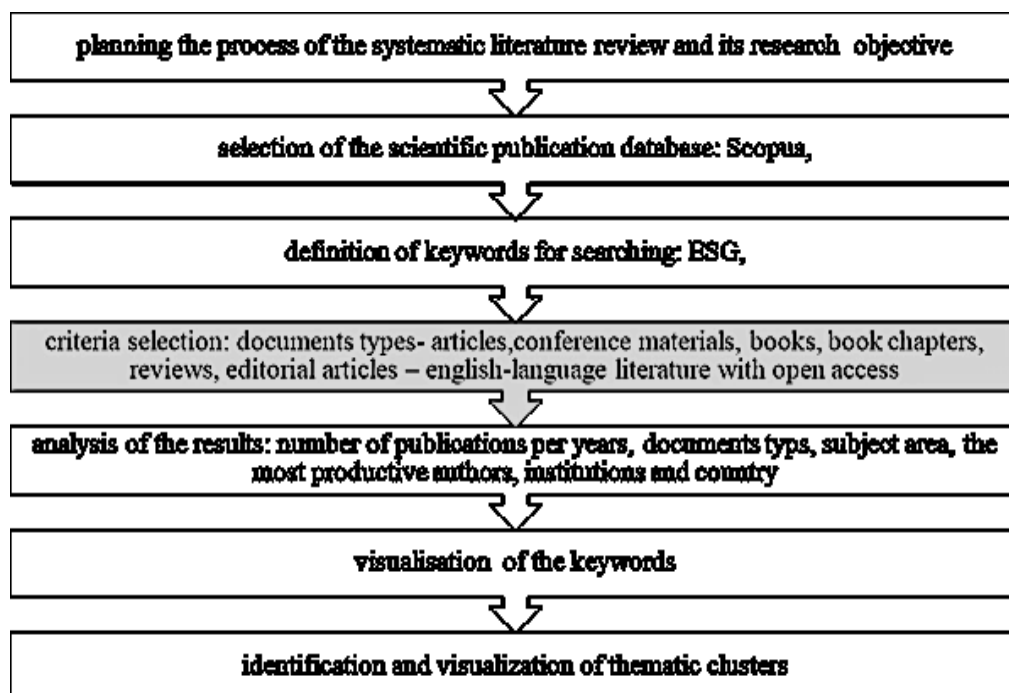 planning the process of the systematic literature review and its research objective
selection of the scientific publication database: Scopus,
definition of keywords for searching: ESG,
criteria selection: documents types- articles,conference materials, books, book chapters,
reviews, editorial articles – english-language literature with open access
analysis of the results: number of publications per years, documents typs, subject area, the
most productive authors, institutions and country
visualisation of the keywords
identification and visualization of thematic clusters